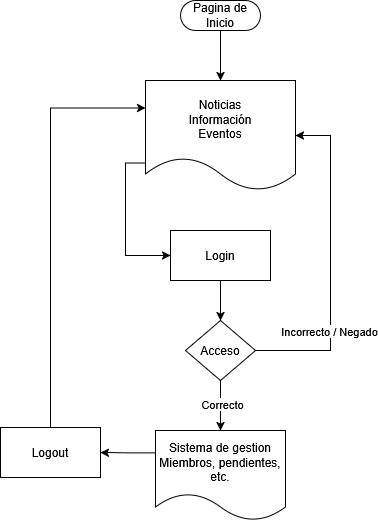 Pagina de
Inicio
Noticias
Información
Eventos
Login
Acceso
Incorrecto / Negado
Correcto
Sistema de gestion
Miembros, pendientes,
etc.
Logout